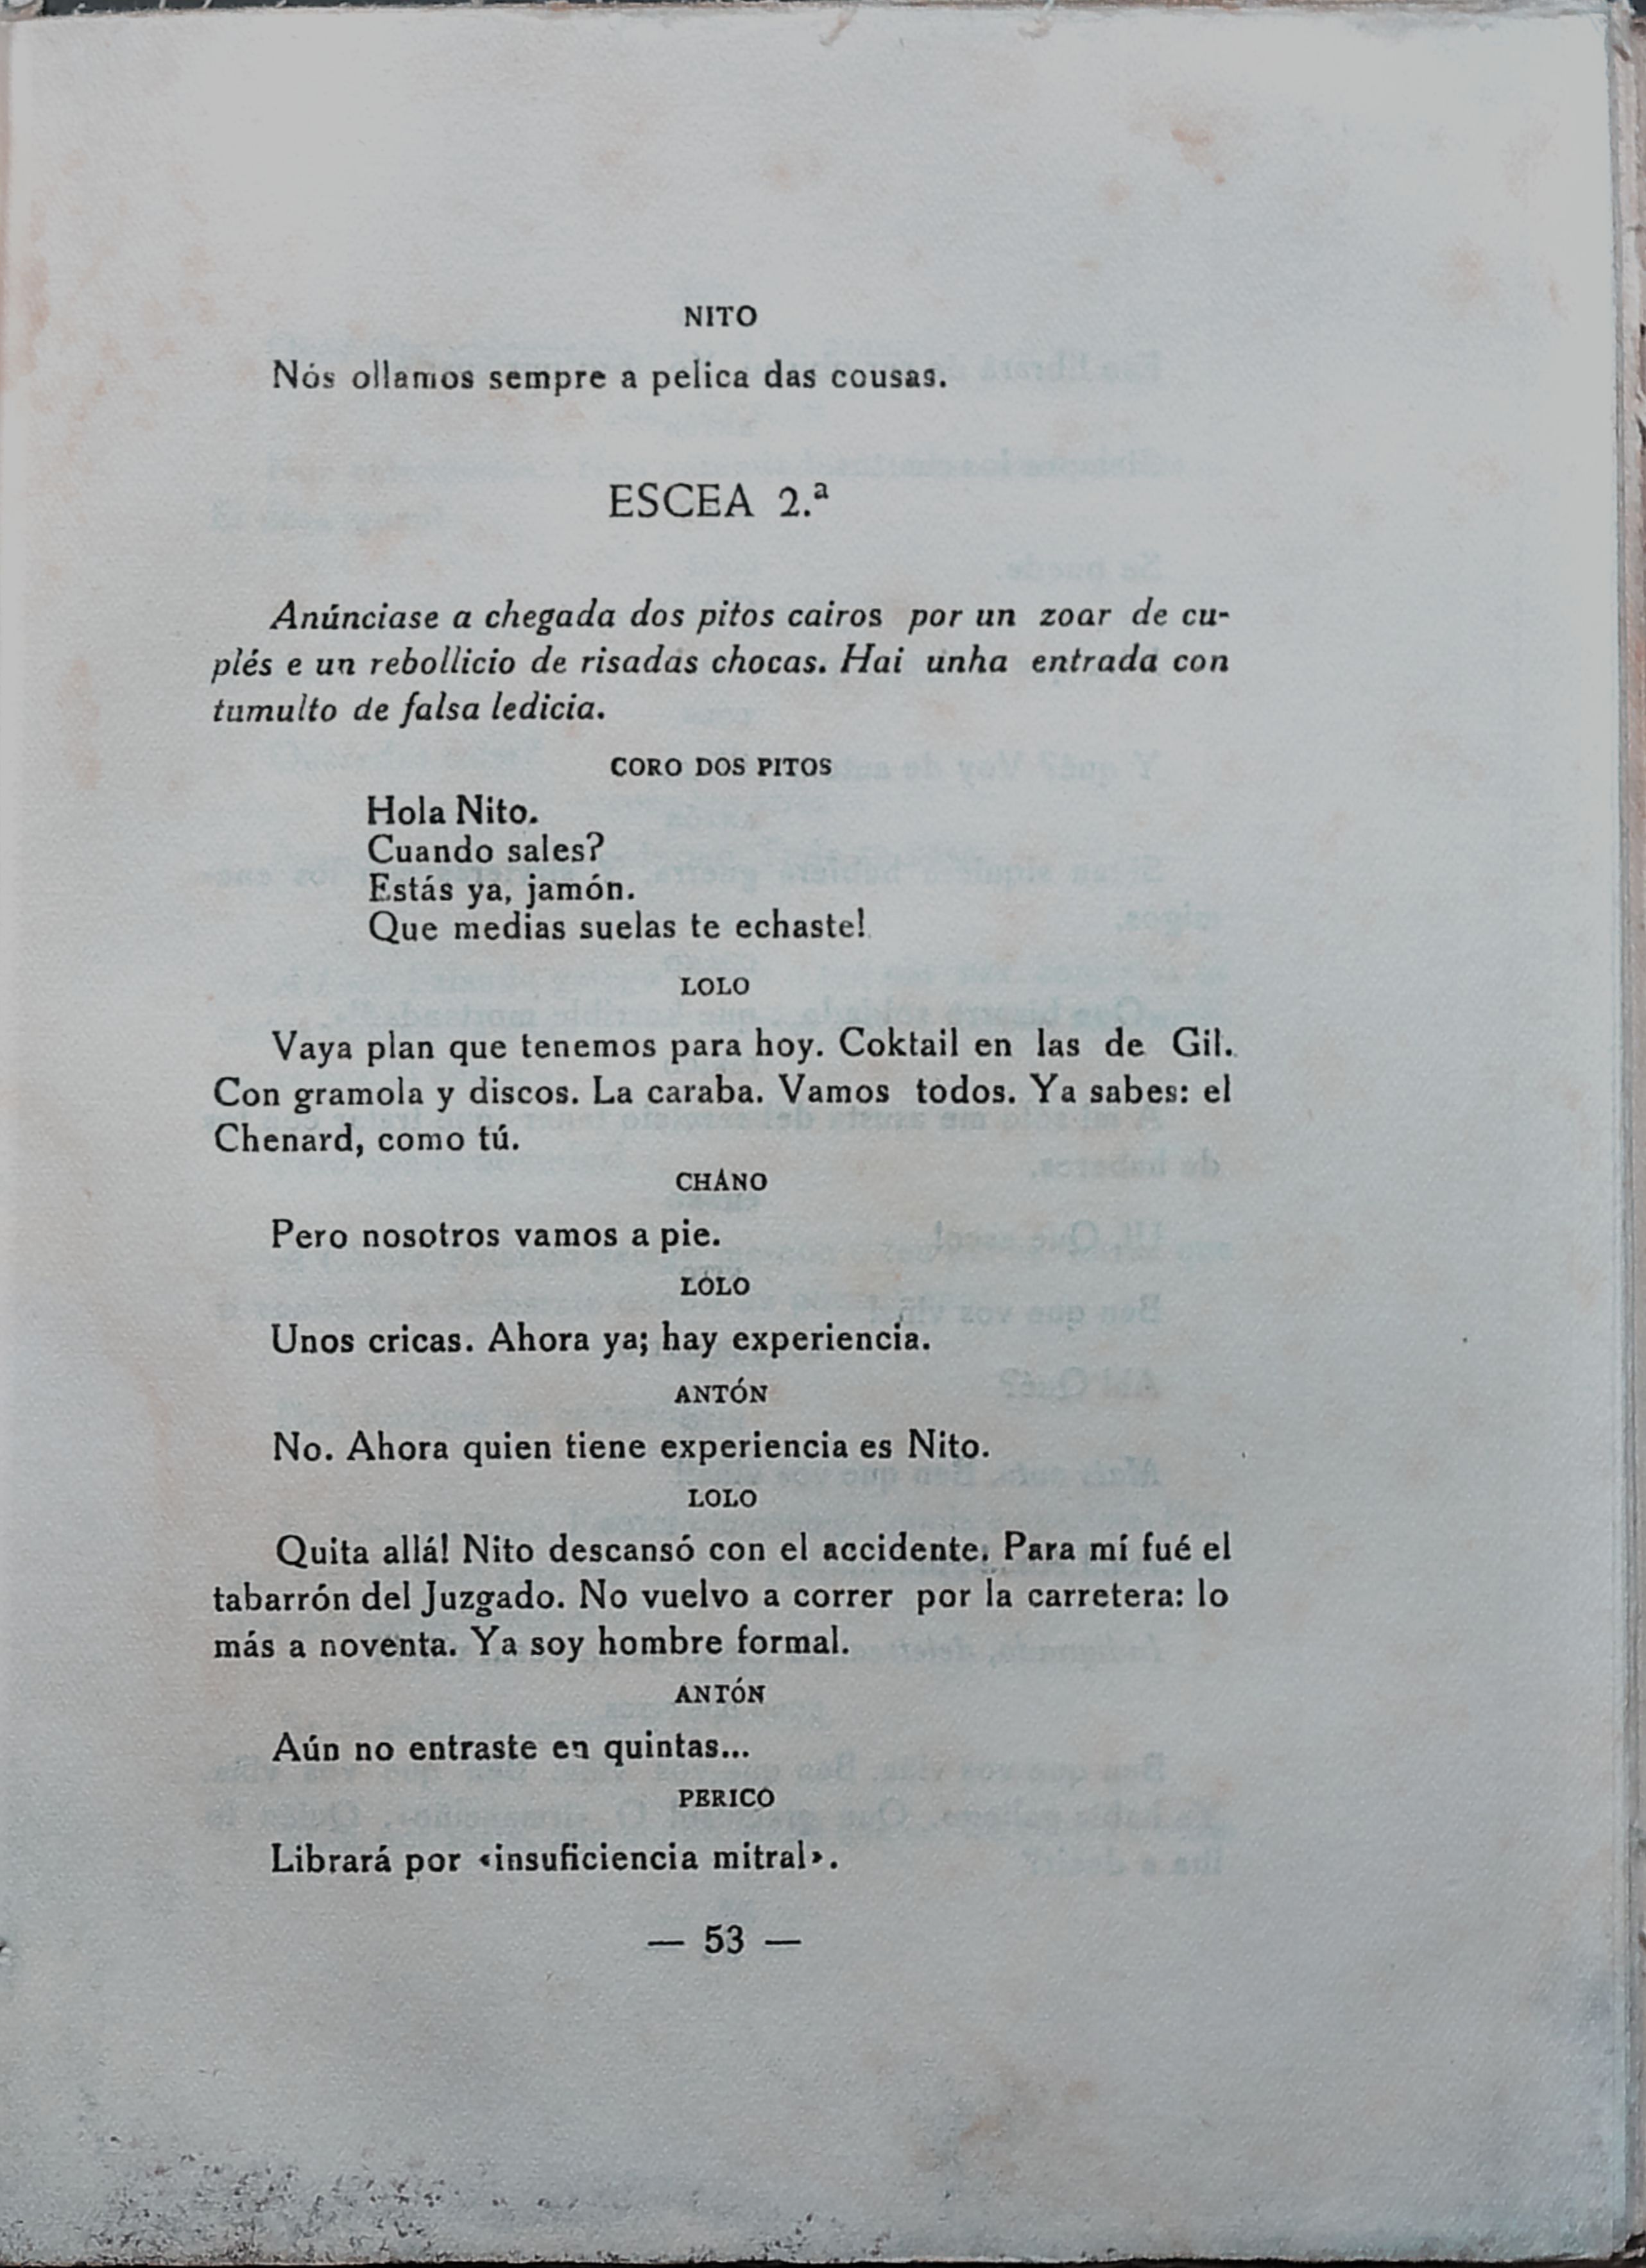 NITO
Nós ollamos sempre a pelica das cousas.
ESCEA 2.ª
Anúnciase a chegada dos pitos cairos por un zoar de cu-
plés e un rebollicio de risadas chocas. Hai unha entrada con
tumulto de falsa ledicia.
CORO DOS PITOS
Hola Nito.
Cuando sales?
Estás ya, jamón.
Que medias suelas te echaste!
LOLO
Vaya plan que tenemos para hoy. Coktail en las de Gil.
Con gramola y discos. La caraba. Vamos todos. Ya sabes: el
Chenard, como tú.
CHANO
Pero nosotros vamos a pie.
LOLO
Unos cricas. Ahora ya; hay experiencia.
ANTÓN
No. Ahora quien tiene experiencia es Nito.
LOLO
Quita allá! Nito descansó con el accidente. Para mí fué el
tabarrón del Juzgado. No vuelvo a correr por la carretera: lo
más a noventa. Ya soy hombre formal.
ANTÓN
Aún no entraste en quintas...
PERICO
Librará por «insuficiencia mitral».
— 53 —